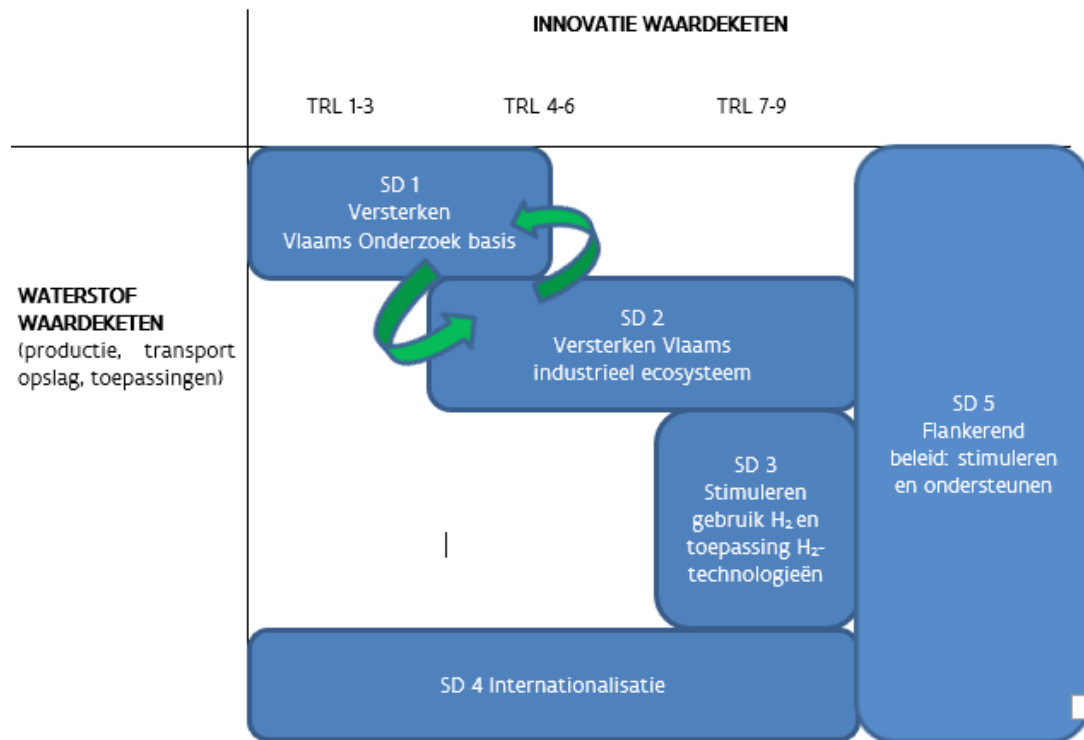 INNOVATIE WAARDEKETEN
TRL 1-3
TRL 4-6
TRL 7-9
WATERSTOF
WAARDEKETEN
(productie, transport
opslag, toepassingen)
SD 1
Versterken
Vlaams Onderzoek basis
SD 2
Versterken Vlaams
industrieel ecosysteem
SD 3
Stimuleren
gebruik H₂ en
toepassing H₂-
technologieën
SD 4 Internationalisatie
SD 5
Flankerend
beleid: stimuleren
en ondersteunen